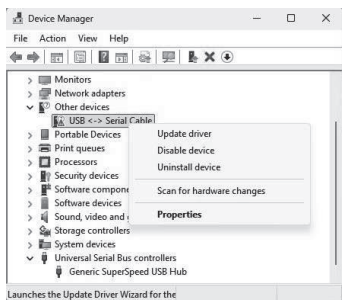 Device Manager
File Action View Help
Monitors
Network adapters
Other devices
USB <-> Serial Cable
Portable Devices
Print queues
Processors
Security devices
Software compone
Software devices
Sound, video and
Storage controllers
System devices
Universal Serial Bus controllers
Generic SuperSpeed USB Hub
Update driver
Disable device
Uninstall device
Scan for hardware changes
Properties
Launches the Update Driver Wizard for the